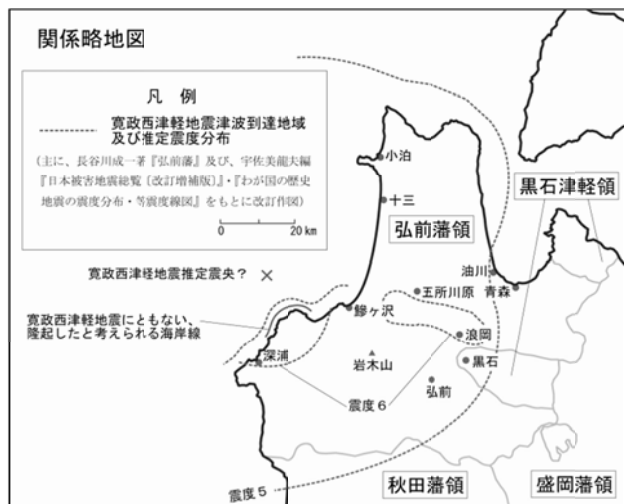 関係略地図
凡 例
寛政西津軽地震津波到達地域
及び推定震度分布
(主に、長谷川成一著『弘前藩』及び、宇佐美龍夫編
『日本被害地震総覧〔改訂増補版〕』・『わが国の歴史
地震の震度分布・等震度線図』をもとに改訂作図)
0 20 km
小泊
十三
弘前藩領
黒石津軽領
油川
青森
五所川原
寛政西津軽地震推定震央?
鰺ヶ沢
寛政西津軽地震にともない、
隆起したと考えられる海岸線
浪岡
深浦
岩木山
黒石
弘前
震度6
震度5
秋田藩領
盛岡藩領